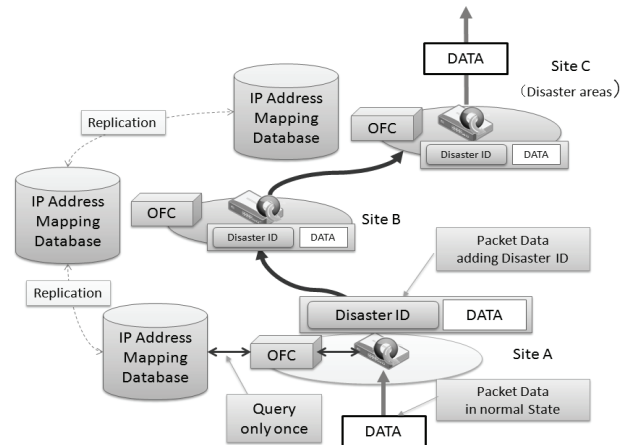 DATA
Site C
(Disaster areas)
IP Address
Mapping
Database
Replication
OFC
Disaster ID
DATA
IP Address
Mapping
Database
OFC
Site B
Disaster ID
DATA
Packet Data
adding Disaster ID
Replication
Disaster ID
DATA
IP Address
Mapping
Database
OFC
Site A
Query
only once
Packet Data
in normal State
DATA